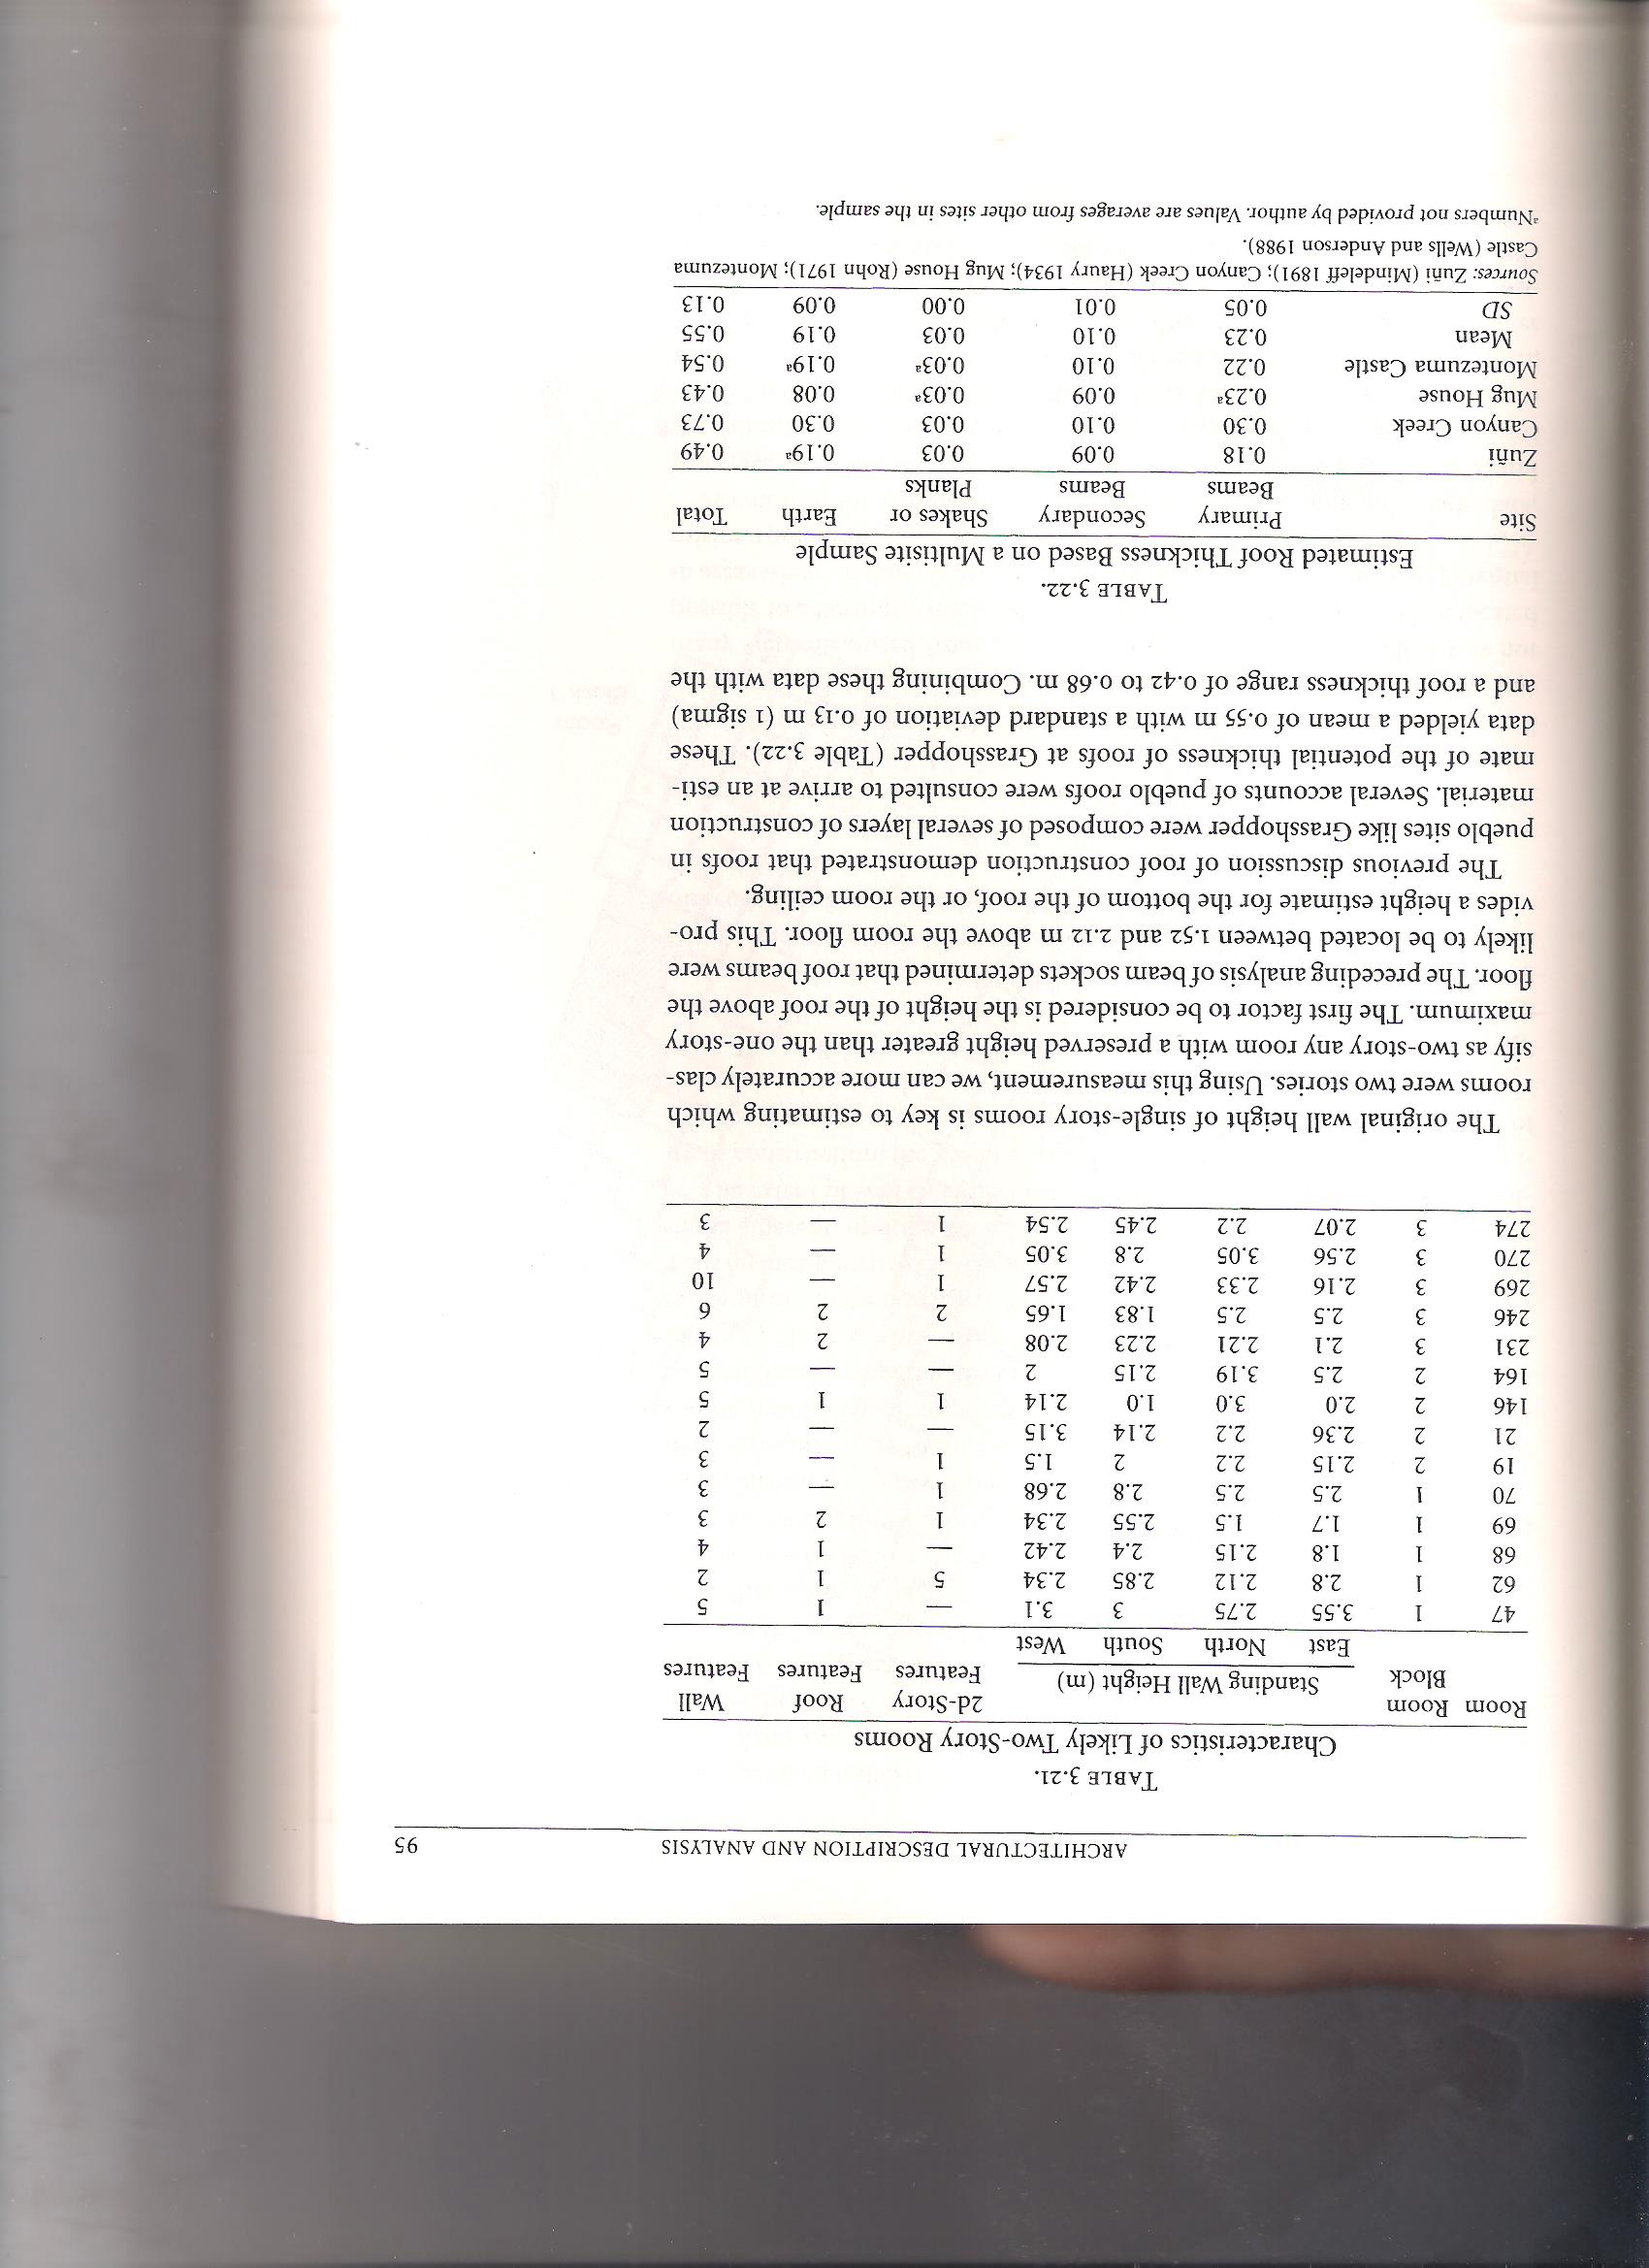 ARCHITECTURAL DESCRIPTION AND ANALYSIS 95
TABLE 3.21.
Characteristics of Likely Two-Story Rooms
Room Room Block Standing Wall Height (m) 2d-Story Features Roof Features Wall Features
East North South West
47 1 3.55 2.75 3 3.1 — 1 5
62 1 2.8 2.12 2.85 2.34 5 1 2
68 1 1.8 2.15 2.4 2.42 — 1 4
69 1 1.7 1.5 2.55 2.34 1 2 3
70 1 2.5 2.5 2.8 2.68 1 — 3
19 2 2.15 2.2 2 1.5 1 — 3
21 2 2.36 2.2 2.14 3.15 — — 2
146 2 2.0 3.0 1.0 2.14 1 1 5
164 2 2.5 3.19 2.15 2 — — 5
231 3 2.1 2.21 2.23 2.08 — 2 4
246 3 2.5 2.5 1.83 1.65 2 2 6
269 3 2.16 2.33 2.42 2.57 1 — 10
270 3 2.56 3.05 2.8 3.05 1 — 4
274 3 2.07 2.2 2.45 2.54 1 — 3
The original wall height of single-story rooms is key to estimating which
rooms were two stories. Using this measurement, we can more accurately clas-
sify as two-story any room with a preserved height greater than the one-story
maximum. The first factor to be considered is the height of the roof above the
floor. The preceding analysis of beam sockets determined that roof beams were
likely to be located between 1.52 and 2.12 m above the room floor. This pro-
vides a height estimate for the bottom of the roof, or the room ceiling.
The previous discussion of roof construction demonstrated that roofs in
pueblo sites like Grasshopper were composed of several layers of construction
material. Several accounts of pueblo roofs were consulted to arrive at an esti-
mate of the potential thickness of roofs at Grasshopper (Table 3.22). These
data yielded a mean of 0.55 m with a standard deviation of 0.13 m (1 sigma)
and a roof thickness range of 0.42 to 0.68 m. Combining these data with the
TABLE 3.22.
Estimated Roof Thickness Based on a Multisite Sample
Site Primary Beams Secondary Beams Shakes or Planks Earth Total
Zuñi 0.18 0.09 0.03 0.19ª 0.49
Canyon Creek 0.30 0.10 0.03 0.30 0.73
Mug House 0.23ª 0.09 0.03ª 0.08 0.43
Montezuma Castle 0.22 0.10 0.03ª 0.19ª 0.54
Mean 0.23 0.10 0.03 0.19 0.55
SD 0.05 0.01 0.00 0.09 0.13
Sources: Zuñi (Mindeleff 1891); Canyon Creek (Haury 1934); Mug House (Rohn 1971); Montezuma
Castle (Wells and Anderson 1988).
ªNumbers not provided by author. Values are averages from other sites in the sample.